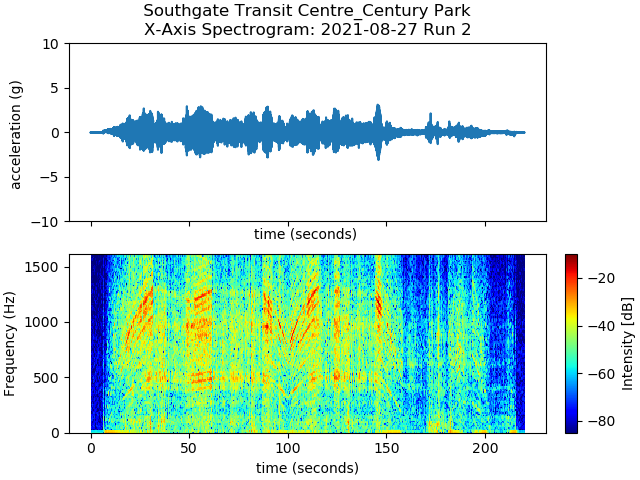 Southgate Transit Centre_Century Park
X-Axis Spectrogram: 2021-08-27 Run 2
10
5
0
−5
−10
acceleration (g)
time (seconds)
1500
1000
500
0
Frequency (Hz)
0 50 100 150 200
time (seconds)
−20
−40
−60
−80
Intensity [dB]